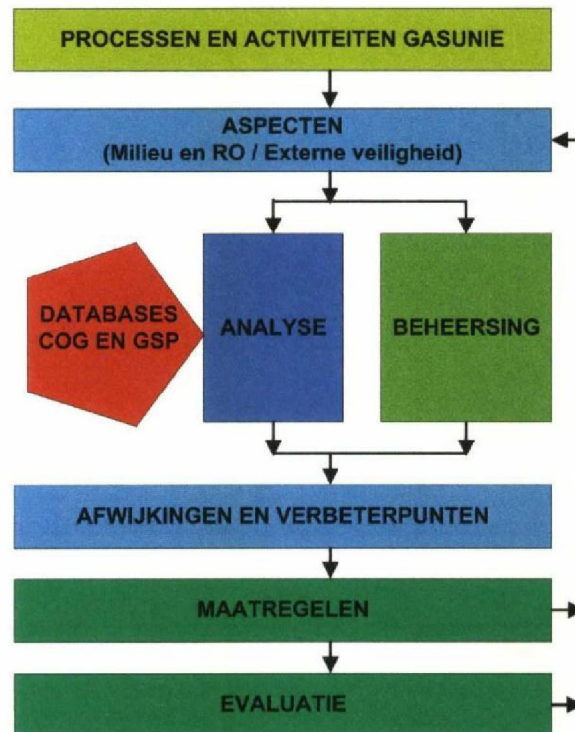 PROCESSEN EN ACTIVITEITEN GASUNIE
ASPECTEN
(Milieu en RO / Externe veiligheid)
DATABASES
COG EN GSP
ANALYSE
BEHEERSING
AFWIJKINGEN EN VERBETERPUNTEN
MAATREGELEN
EVALUATIE